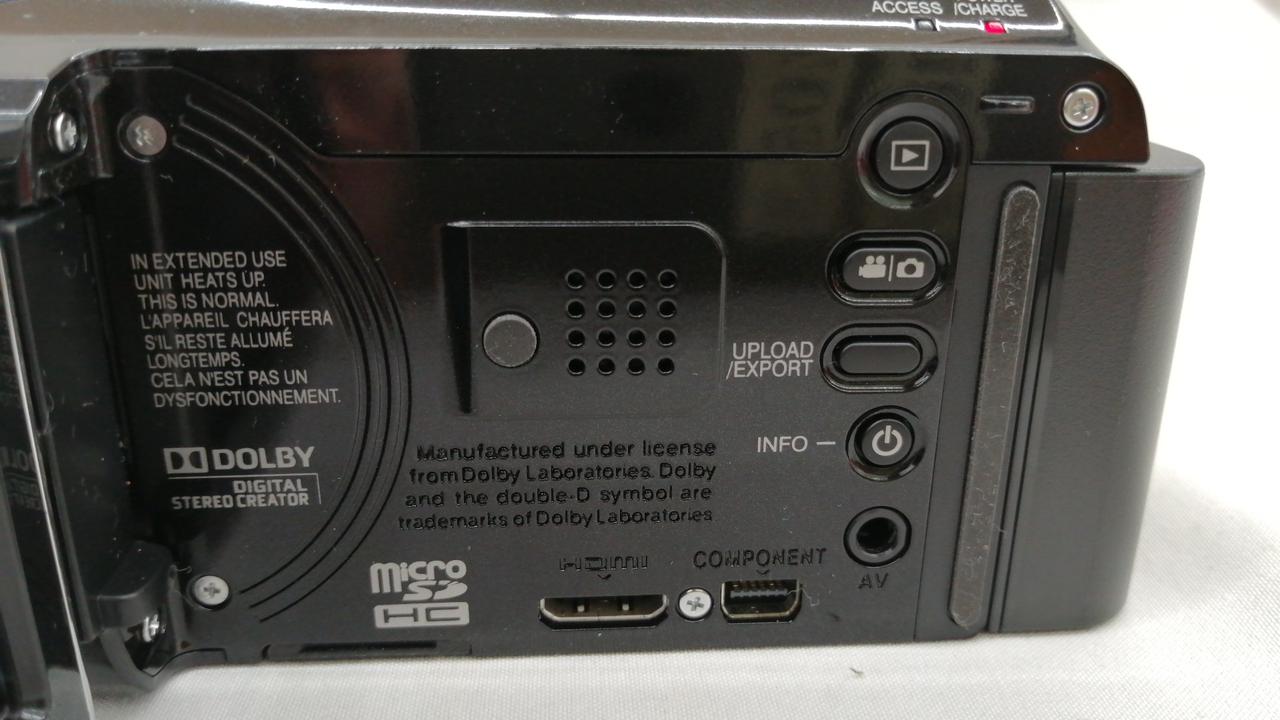 ACCESS
/CHARGE
IN EXTENDED USE
UNIT HEATS UP.
THIS IS NORMAL.
L'APPAREIL CHAUFFERA
S'IL RESTE ALLUMÉ
LONGTEMPS.
CELA N'EST PAS UN
DYSFONCTIONNEMENT.
DOLBY
DIGITAL
STEREO CREATOR
UPLOAD
/EXPORT
INFO
Manufactured under license
from Dolby Laboratories. Dolby
and the double-D symbol are
trademarks of Dolby Laboratories.
micro
SD
HC
HDMI
COMPONENT
AV